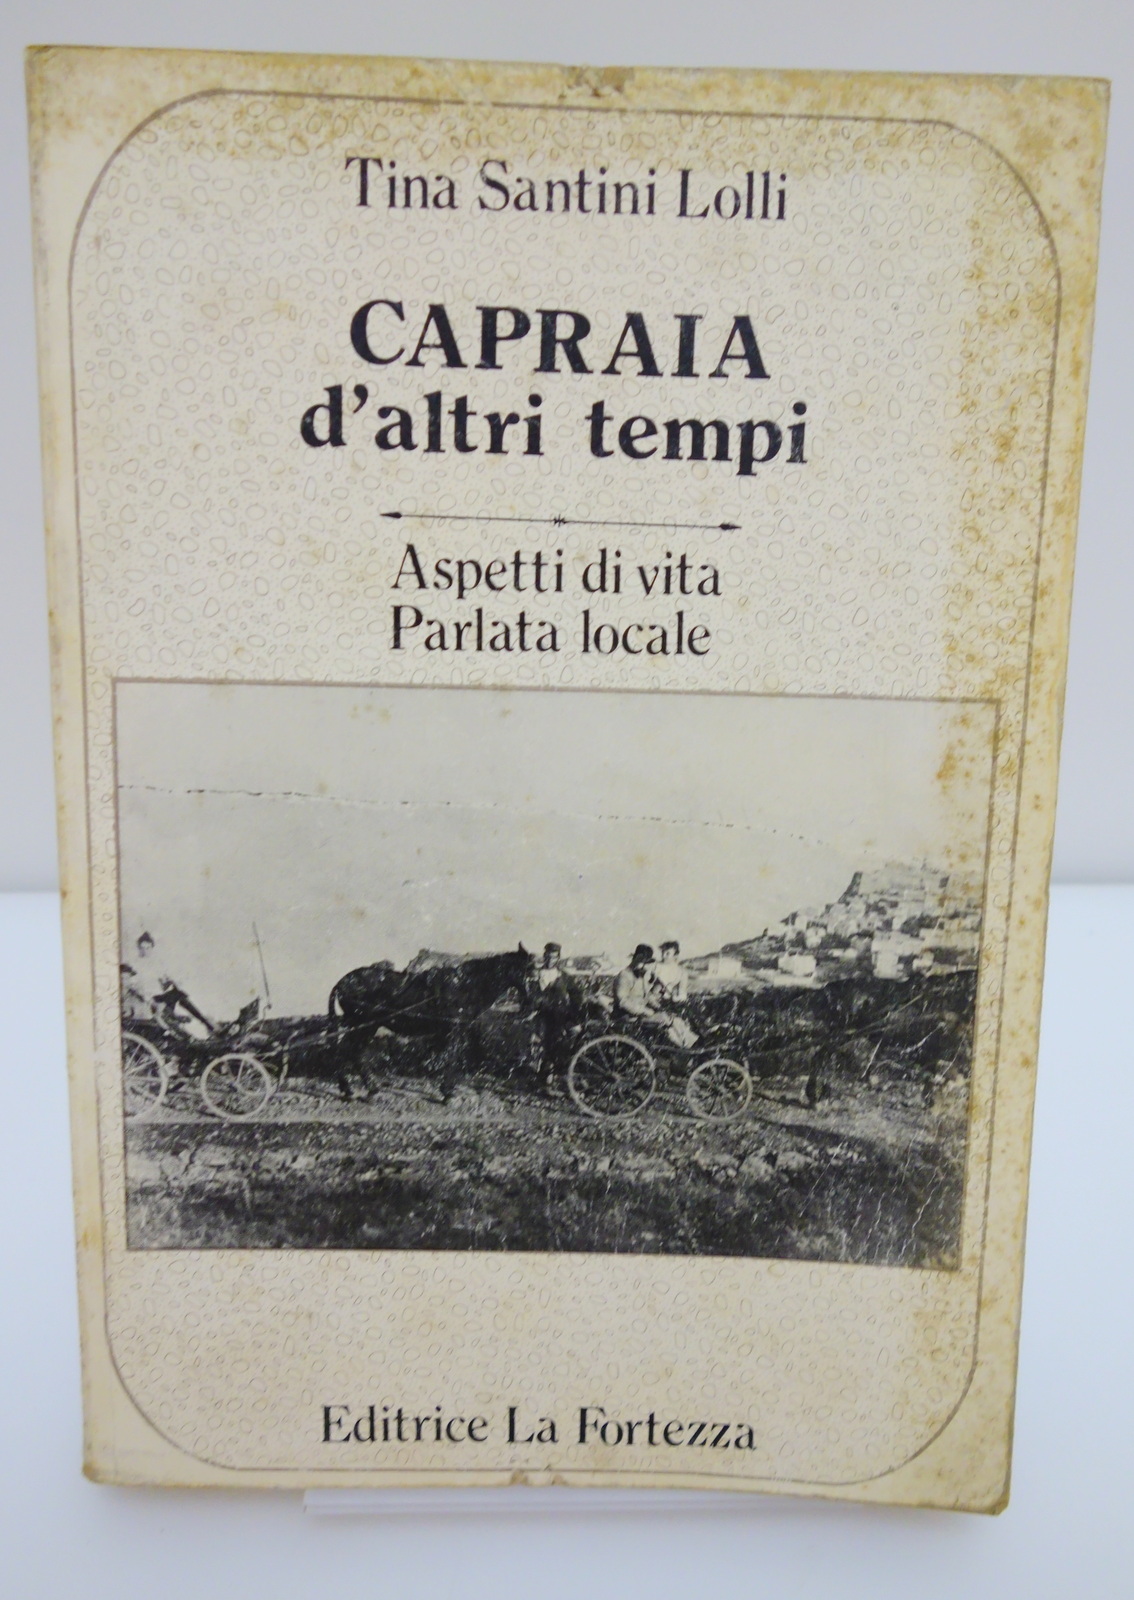 Tina Santini Lolli
CAPRAIA
d'altri tempi
Aspetti di vita
Parlata locale
Editrice La Fortezza